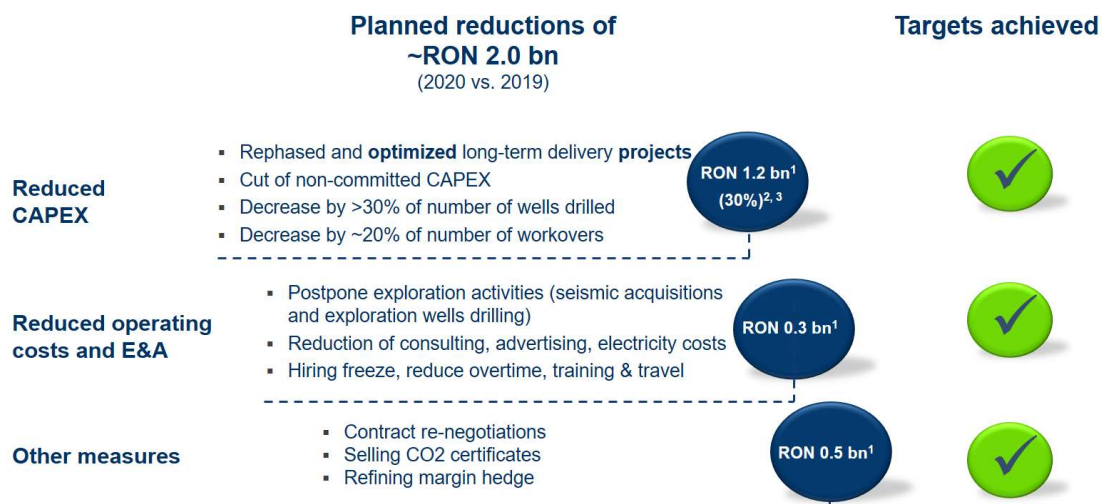 Planned reductions of
~RON 2.0 bn
(2020 vs. 2019)
Targets achieved
Reduced
CAPEX
▪ Rephased and optimized long-term delivery projects
▪ Cut of non-committed CAPEX
▪ Decrease by >30% of number of wells drilled
▪ Decrease by ~20% of number of workovers
RON 1.2 bn¹
(30%)²,³
Reduced operating
costs and E&A
▪ Postpone exploration activities (seismic acquisitions
and exploration wells drilling)
▪ Reduction of consulting, advertising, electricity costs
▪ Hiring freeze, reduce overtime, training & travel
RON 0.3 bn¹
Other measures
▪ Contract re-negotiations
▪ Selling CO2 certificates
▪ Refining margin hedge
RON 0.5 bn¹